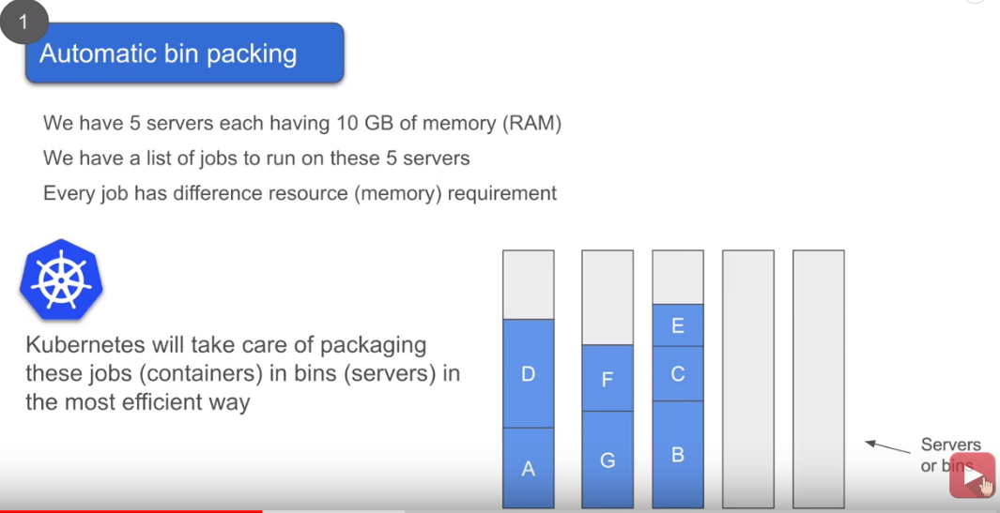 1
Automatic bin packing
We have 5 servers each having 10 GB of memory (RAM)
We have a list of jobs to run on these 5 servers
Every job has difference resource (memory) requirement
Kubernetes will take care of packaging
these jobs (containers) in bins (servers) in
the most efficient way
E
D
F
C
A
G
B
Servers
or bins